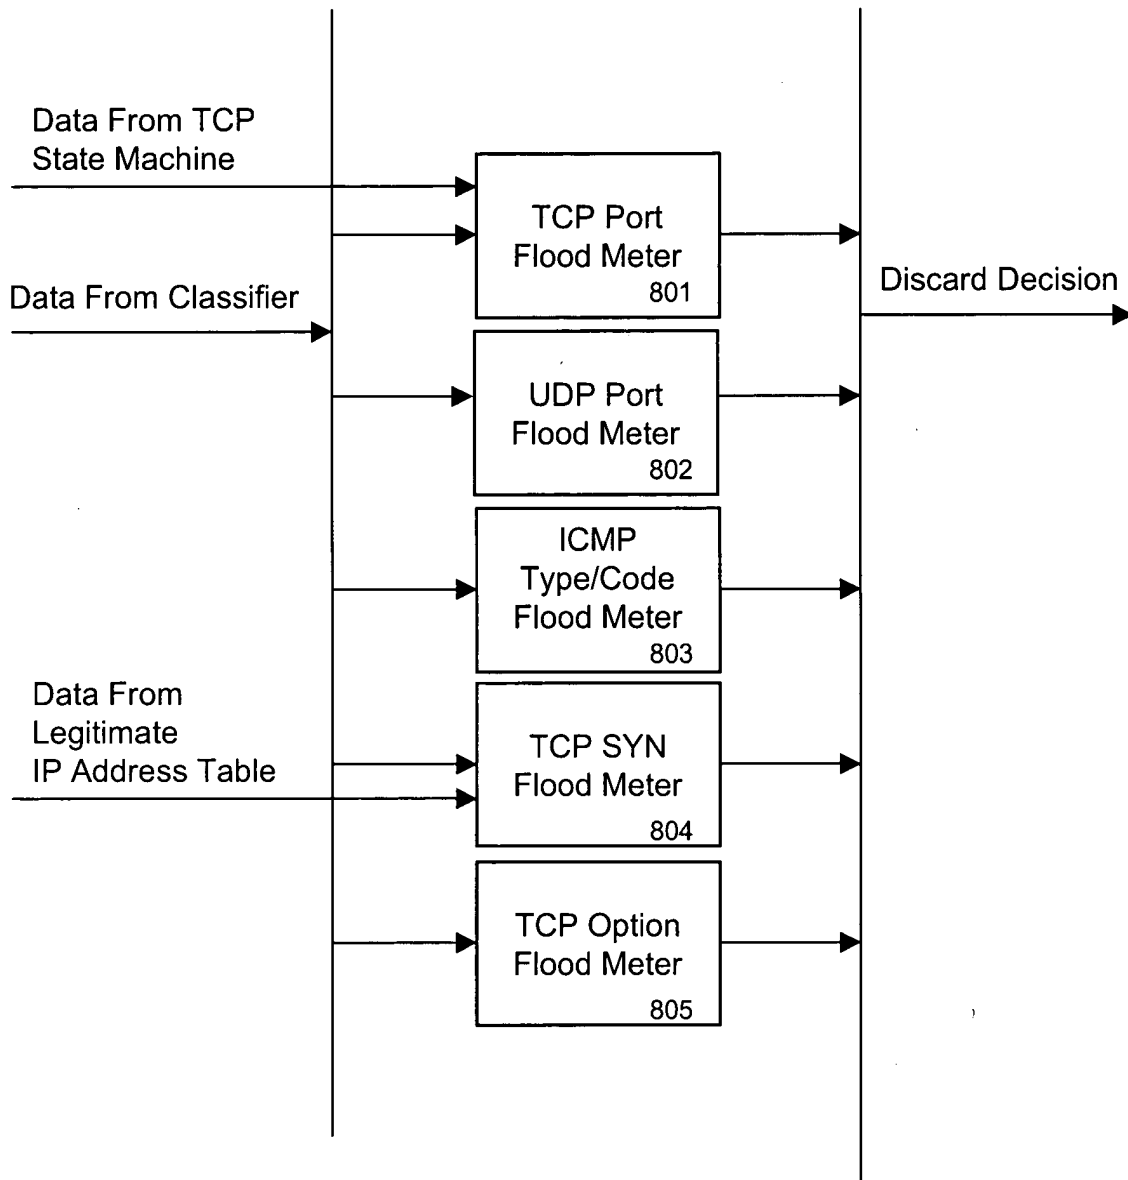 Data From TCP
State Machine
TCP Port
Flood Meter
801
Data From Classifier
Discard Decision
UDP Port
Flood Meter
802
ICMP
Type/Code
Flood Meter
803
Data From
Legitimate
IP Address Table
TCP SYN
Flood Meter
804
TCP Option
Flood Meter
805